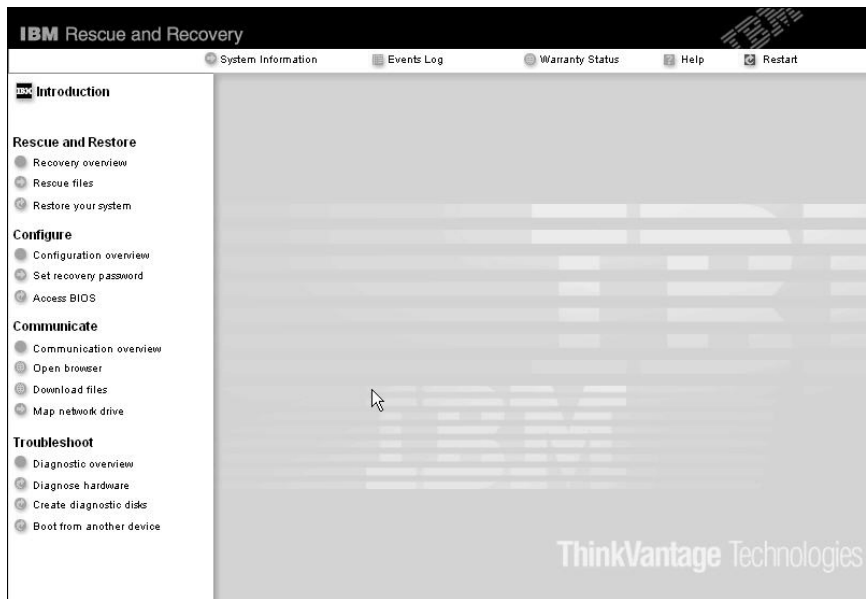 IBM Rescue and Recovery
IBM
System Information Events Log Warranty Status Help Restart
Introduction
Rescue and Restore
Recovery overview
Rescue files
Restore your system
Configure
Configuration overview
Set recovery password
Access BIOS
Communicate
Communication overview
Open browser
Download files
Map network drive
Troubleshoot
Diagnostic overview
Diagnose hardware
Create diagnostic disks
Boot from another device
IBM
ThinkVantage Technologies